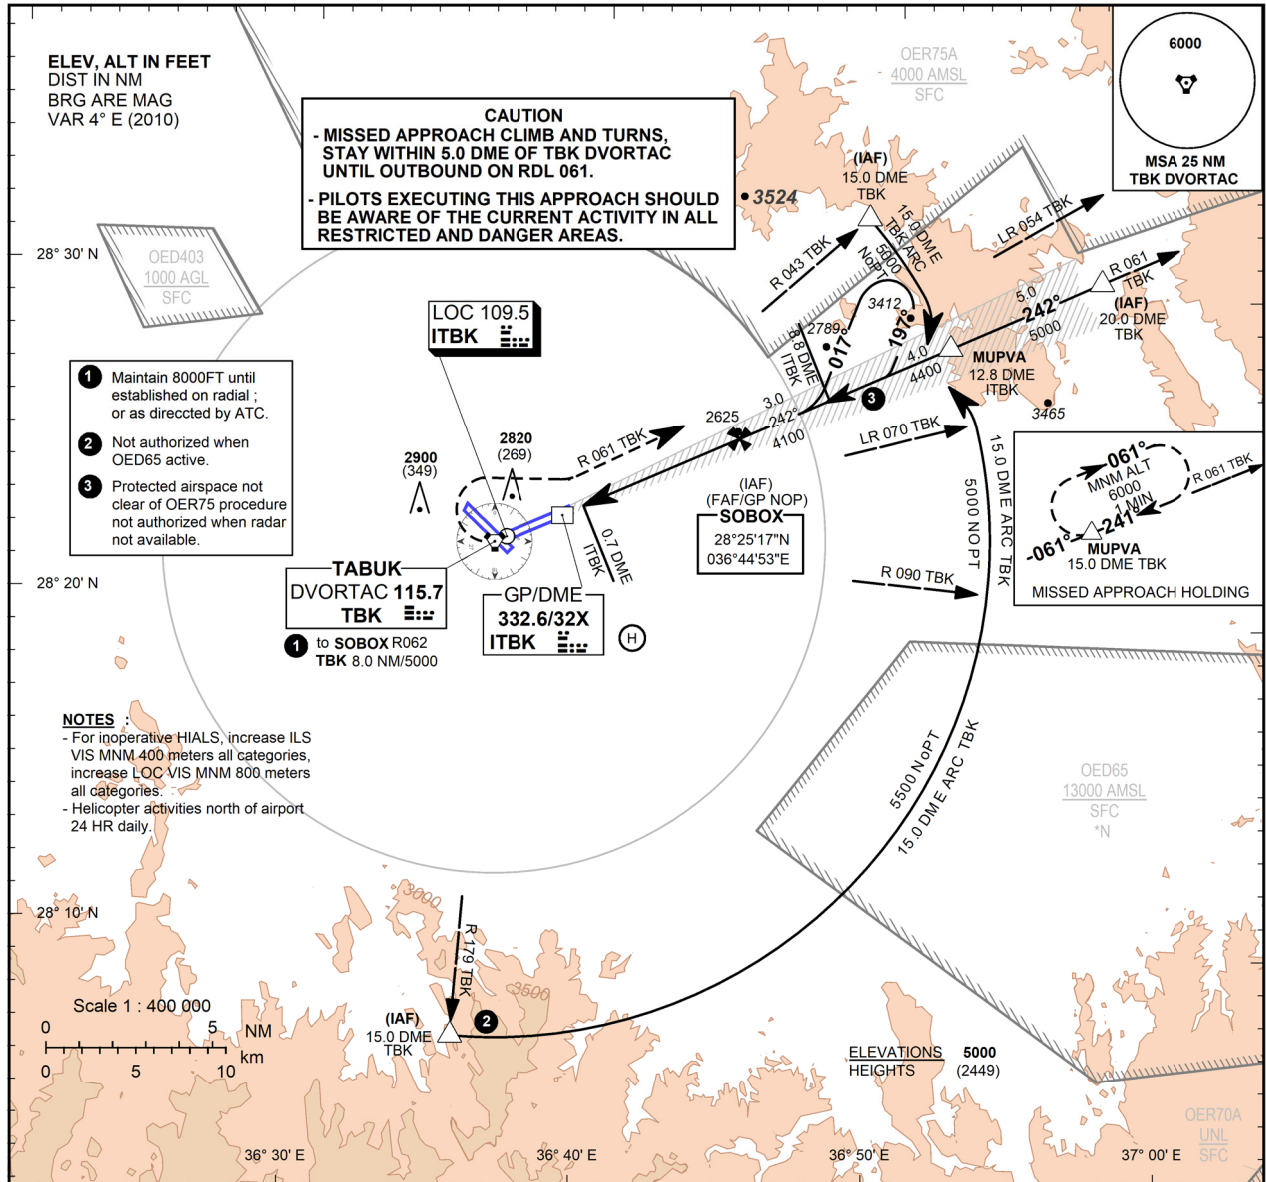 ELEV, ALT IN FEET
DIST IN NM
BRG ARE MAG
VAR 4° E (2010)
CAUTION
- MISSED APPROACH CLIMB AND TURNS,
STAY WITHIN 5.0 DME OF TBK DVORTAC
UNTIL OUTBOUND ON RDL 061.
- PILOTS EXECUTING THIS APPROACH SHOULD
BE AWARE OF THE CURRENT ACTIVITY IN ALL
RESTRICTED AND DANGER AREAS.
OER75A
4000 AMSL
SFC
6000
MSA 25 NM
TBK DVORTAC
(IAF)
15.0 DME
TBK
3524
15.0 DME
TBK ARC
5000
NoPT
R 043 TBK
LR 054 TBK
R 061
TBK
(IAF)
20.0 DME
TBK
5.0
242°
5000
28° 30' N
OED403
1000 AGL
SFC
LOC 109.5
ITBK
3412
2789
8.8 DME
ITBK
017°
197°
4.0
4400
MUPVA
12.8 DME
ITBK
3465
1 Maintain 8000FT until
established on radial ;
or as direccted by ATC.
2 Not authorized when
OED65 active.
3 Protected airspace not
clear of OER75 procedure
not authorized when radar
not available.
3
3.0
242°
4100
2625
LR 070 TBK
R 061 TBK
2820
(269)
2900
(349)
(IAF)
(FAF/GP NOP)
SOBOX
28°25'17"N
036°44'53"E
15.0 DME ARC TBK
5000 NO PT
061°
MNM ALT
6000
1 MIN
241°
-061°
R 061 TBK
MUPVA
15.0 DME TBK
MISSED APPROACH HOLDING
0.7 DME
ITBK
28° 20' N
TABUK
DVORTAC 115.7
TBK
GP/DME
332.6/32X
ITBK
H
R 090 TBK
1 to SOBOX R062
TBK 8.0 NM/5000
NOTES :
- For inoperative HIALS, increase ILS
VIS MNM 400 meters all categories,
increase LOC VIS MNM 800 meters
all categories.
- Helicopter activities north of airport
24 HR daily.
5500 N oPT
15.0 DME ARC TBK
OED65
13000 AMSL
SFC
*N
28° 10' N
3000
R 179 TBK
3500
Scale 1 : 400 000
0 5 NM
km
0 5 10
(IAF)
15.0 DME
TBK
2
ELEVATIONS 5000
HEIGHTS (2449)
OER70A
UNL
SFC
36° 30' E
36° 40' E
36° 50' E
37° 00' E